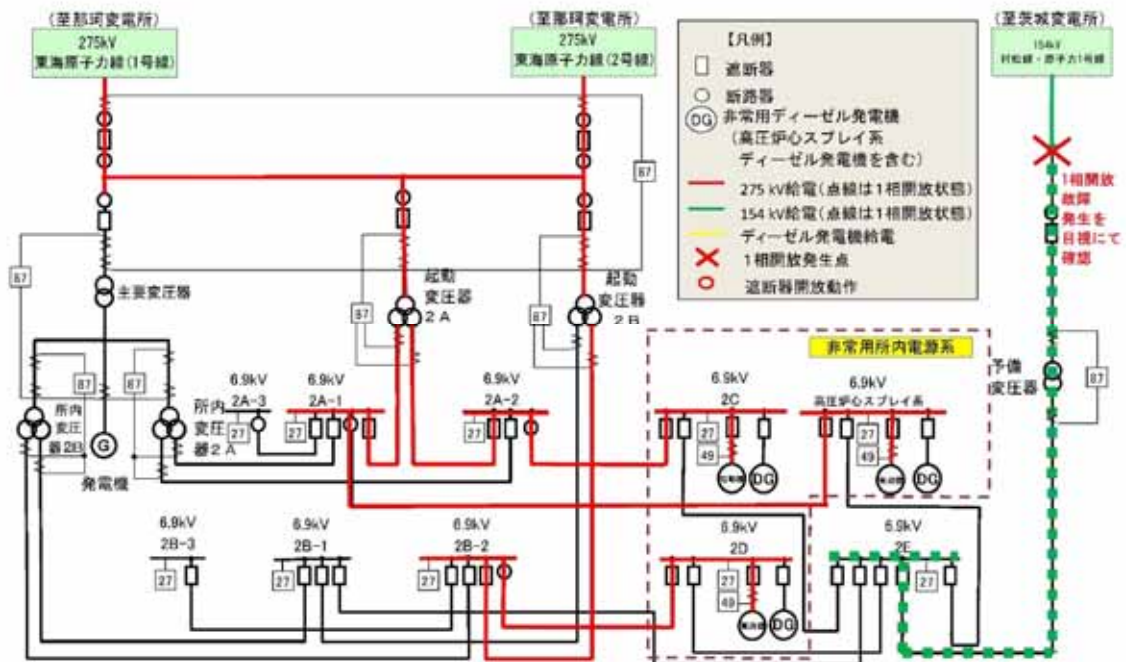 (至那珂変電所)
275kV
東海原子力線(1号線)
(至那珂変電所)
275kV
東海原子力線(2号線)
(至茨城変電所)
154kV
村松線・原子力1号線
【凡例】
遮断器
断路器
DG
非常用ディーゼル発電機
(高圧炉心スプレイ系
ディーゼル発電機を含む)
275 kV給電(点線は1相開放状態)
154 kV給電(点線は1相開放状態)
ディーゼル発電機給電
1相開放発生点
遮断器開放動作
1相開放
故障
発生を
目視にて
確認
87
87
主要変圧器
起動
変圧器
2A
起動
変圧器
2B
87
87
87
87
所内
変圧
器2B
G
発電機
所内
変圧
器2A
予備
変圧器
87
非常用所内電源系
6.9kV
2A-3
27
6.9kV
2A-1
27
6.9kV
2A-2
27
6.9kV
2C
27
49
DG
6.9kV
高圧炉心スプレイ系
27
49
DG
6.9kV
2B-3
27
6.9kV
2B-1
27
6.9kV
2B-2
27
6.9kV
2D
27
49
DG
6.9kV
2E
27